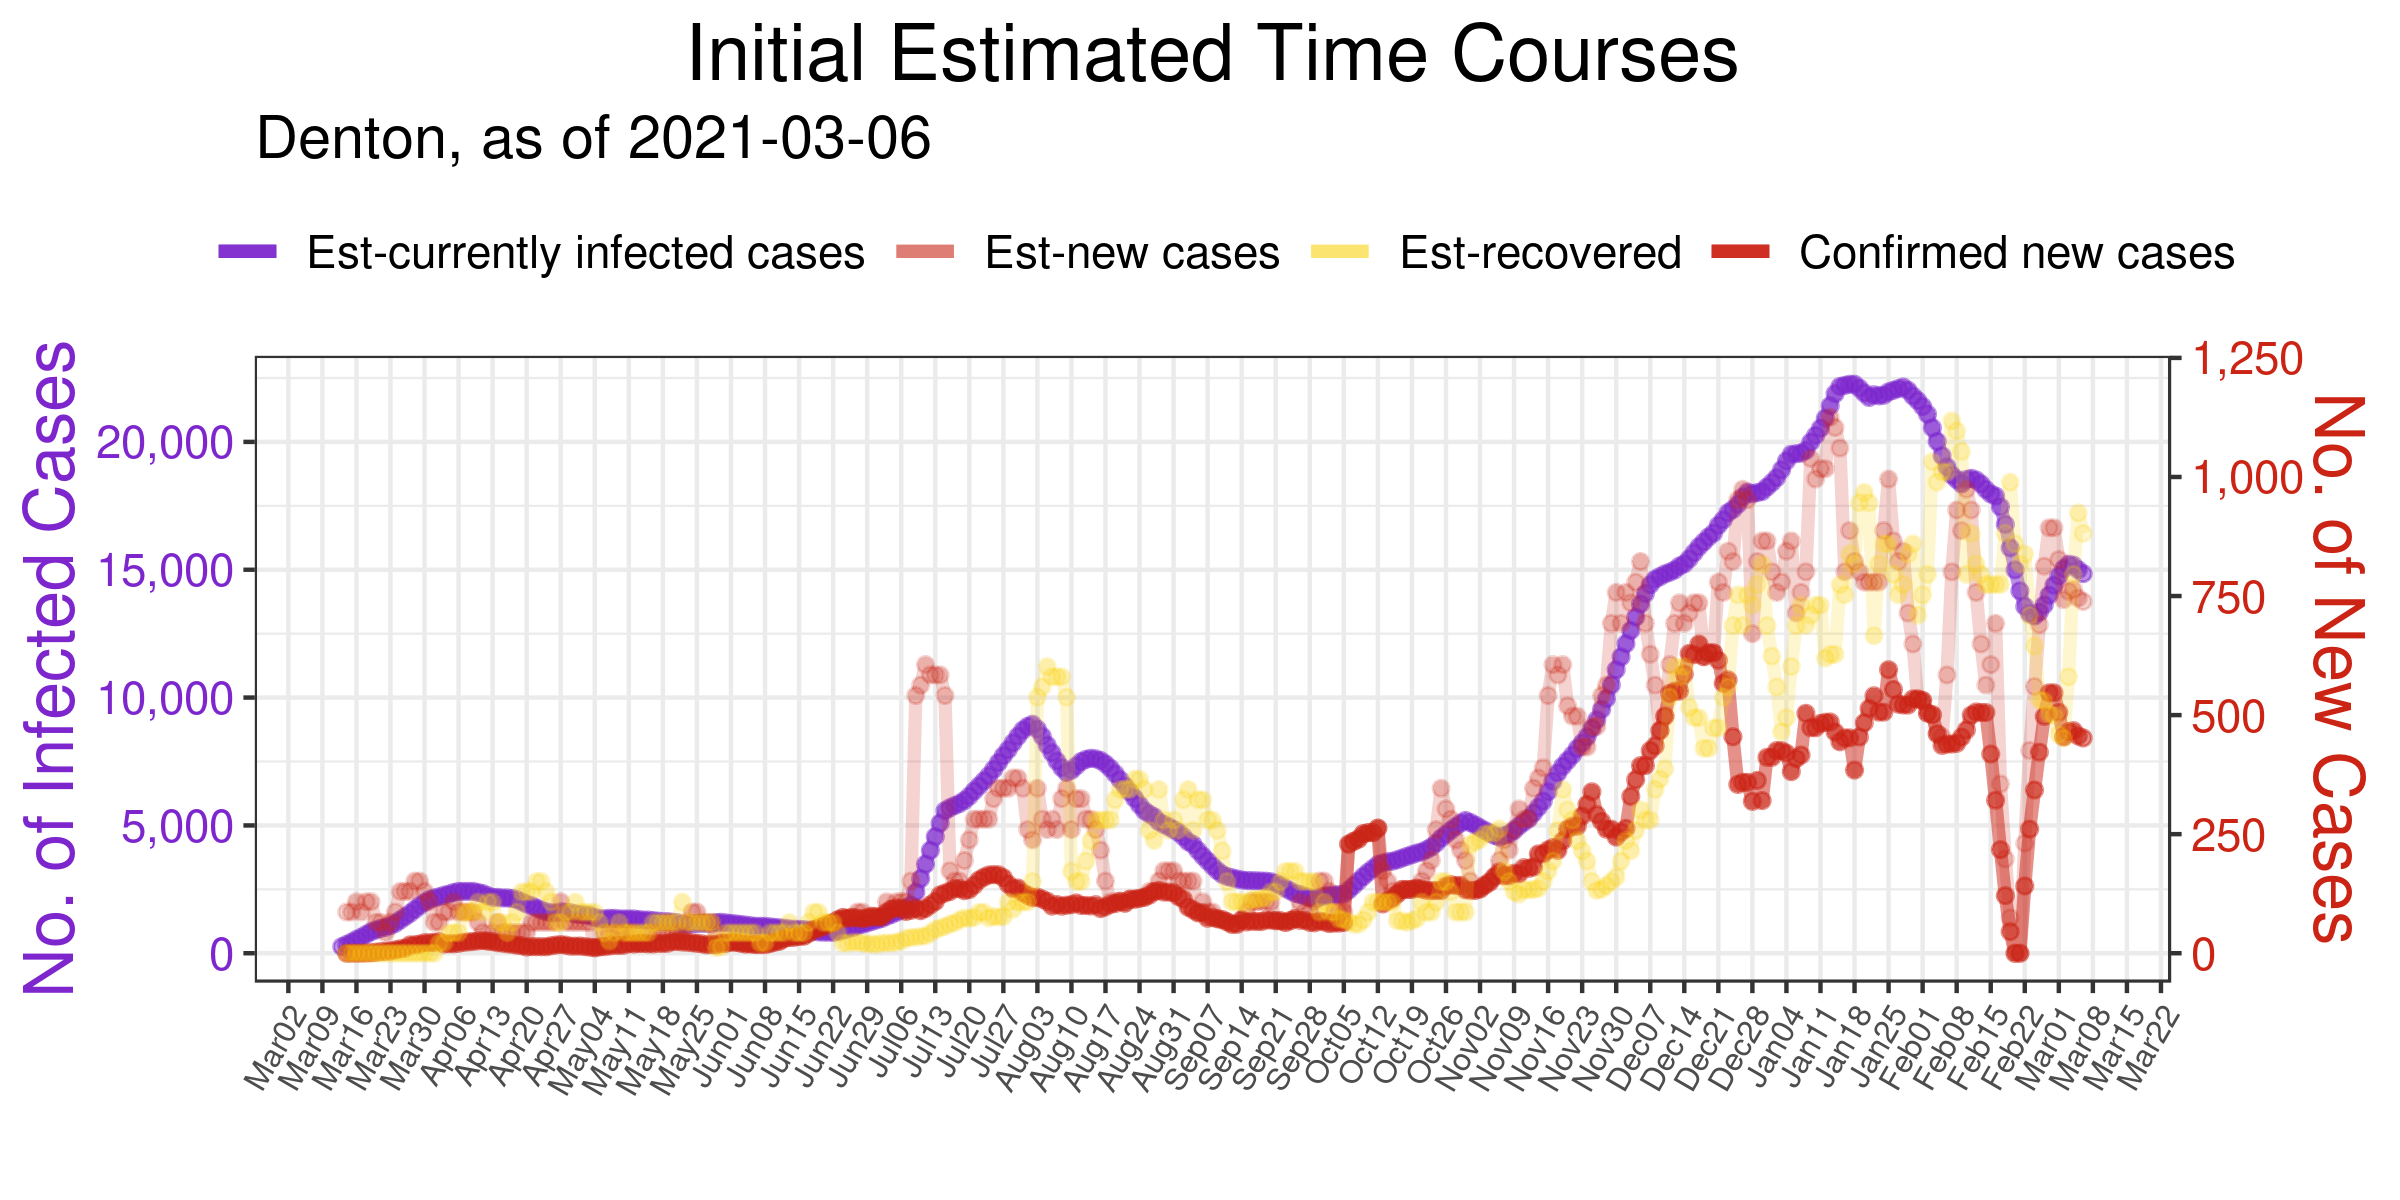 Initial Estimated Time Courses
Denton, as of 2021-03-06
Est-currently infected cases Est-new cases Est-recovered Confirmed new cases
No. of Infected Cases
20,000
15,000
10,000
5,000
0
1,250
1,000
750
500
250
0
No. of New Cases
Mar02 Mar09 Mar16 Mar23 Mar30 Apr06 Apr13 Apr20 Apr27 May04 May11 May18 May25 Jun01 Jun08 Jun15 Jun22 Jun29 Jul06 Jul13 Jul20 Jul27 Aug03 Aug10 Aug17 Aug24 Aug31 Sep07 Sep14 Sep21 Sep28 Oct05 Oct12 Oct19 Oct26 Nov02 Nov09 Nov16 Nov23 Nov30 Dec07 Dec14 Dec21 Dec28 Jan04 Jan11 Jan18 Jan25 Feb01 Feb08 Feb15 Feb22 Mar01 Mar08 Mar15 Mar22